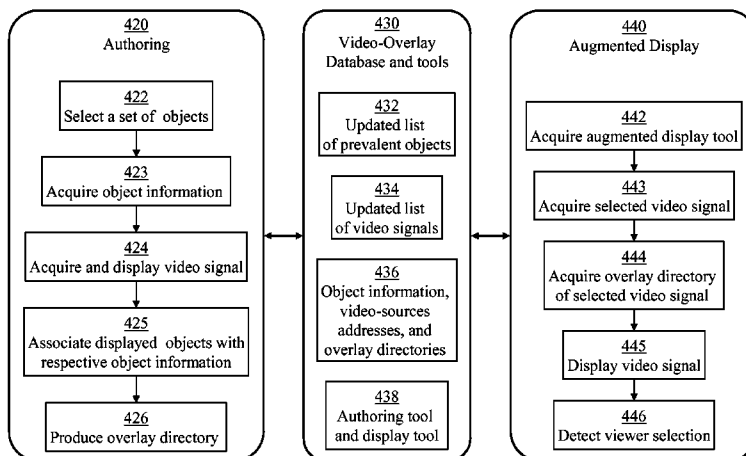 420
Authoring
422
Select a set of objects
423
Acquire object information
424
Acquire and display video signal
425
Associate displayed objects with
respective object information
426
Produce overlay directory
430
Video-Overlay
Database and tools
432
Updated list
of prevalent objects
434
Updated list
of video signals
436
Object information,
video-sources
addresses, and
overlay directories
438
Authoring tool
and display tool
440
Augmented Display
442
Acquire augmented display tool
443
Acquire selected video signal
444
Acquire overlay directory
of selected video signal
445
Display video signal
446
Detect viewer selection